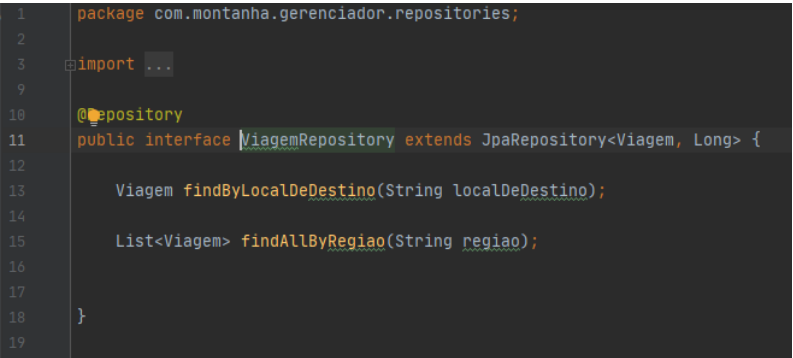 1 package com.montanha.gerenciador.repositories;
2
3 import ...
9
10 @Repository
11 public interface ViagemRepository extends JpaRepository<Viagem, Long> {
12
13 Viagem findByLocalDeDestino(String localDeDestino);
14
15 List<Viagem> findAllByRegiao(String regiao);
16
17
18 }
19